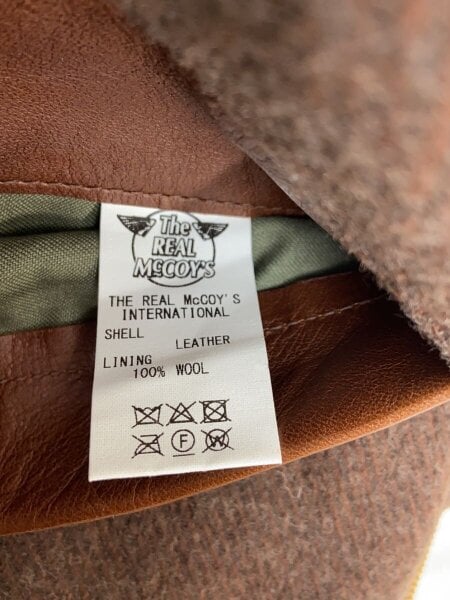 The
REAL
McCOY'S
THE REAL McCOY'S
INTERNATIONAL
SHELL
LEATHER
LINING
100% WOOL
F W